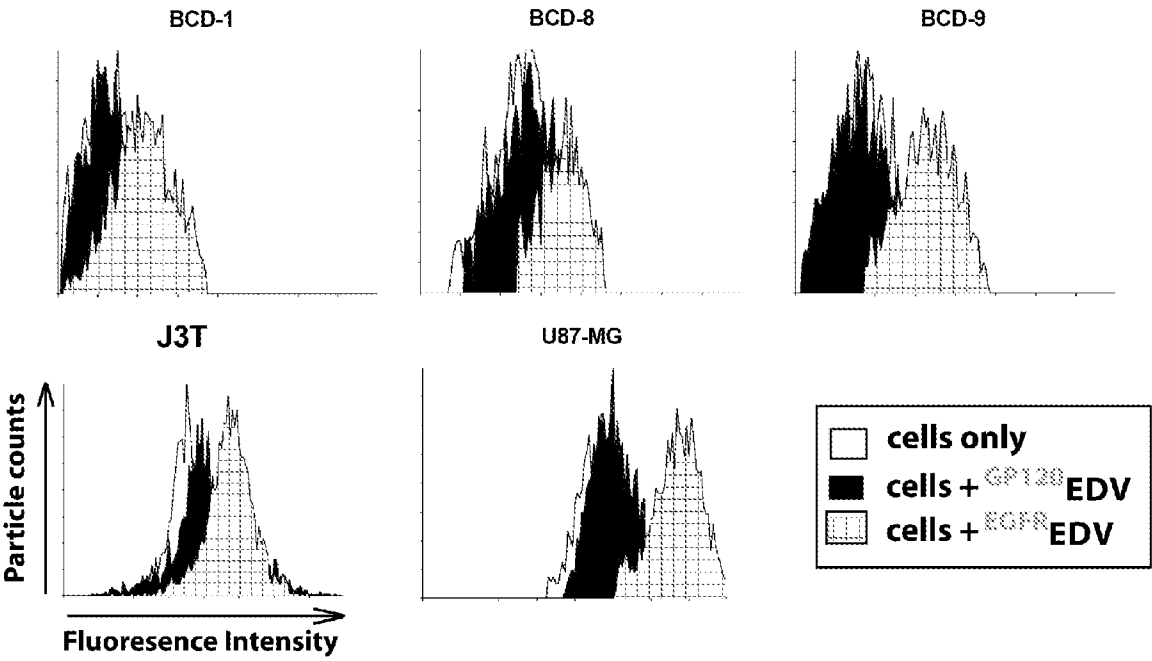 BCD-1
BCD-8
BCD-9
J3T
U87-MG
Particle counts
Fluoresence Intensity
cells only
cells + GP120EDV
cells + EGFREDV